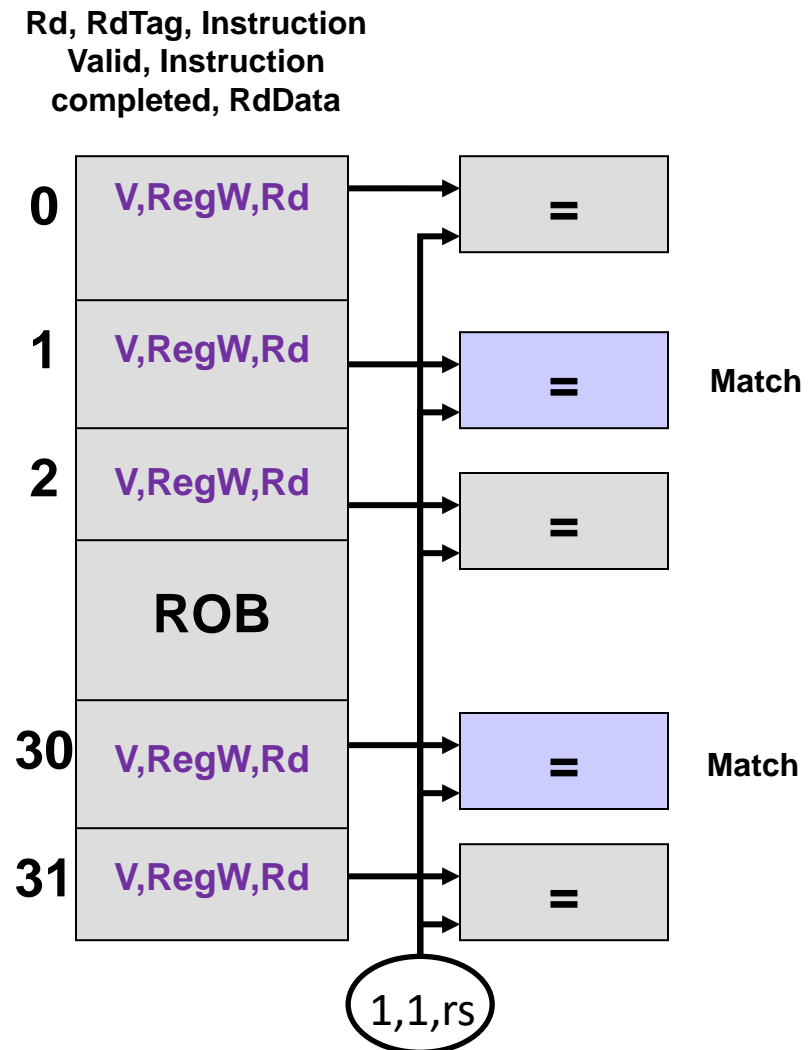 Rd, RdTag, Instruction
Valid, Instruction
completed, RdData
0
V,RegW,Rd
=
1
V,RegW,Rd
=
Match
2
V,RegW,Rd
=
ROB
30
V,RegW,Rd
=
Match
31
V,RegW,Rd
=
1,1,rs